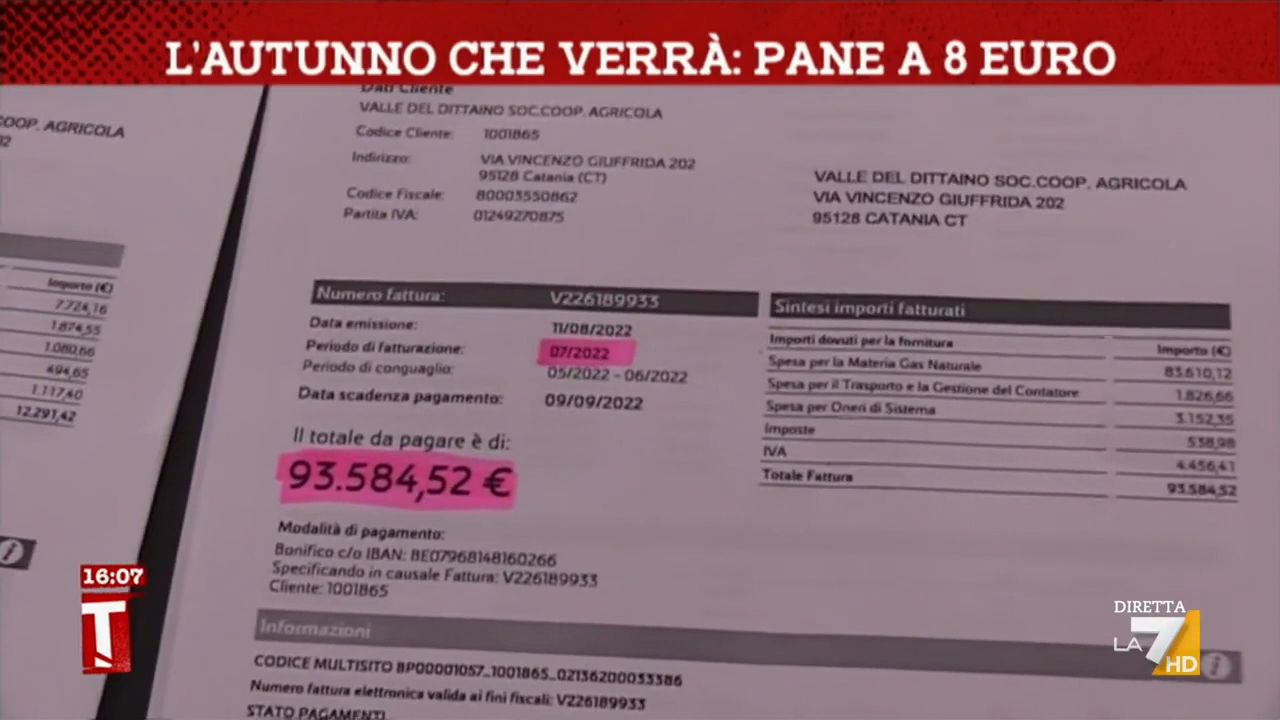 L'AUTUNNO CHE VERRÀ: PANE A 8 EURO
COOP. AGRICOLA
Importo (€)
7.724,16
1.874,55
1.080,66
494,65
1.117,40
12.291,42
Dati Cliente
VALLE DEL DITTAINO SOC.COOP. AGRICOLA
Codice Cliente: 1001865
Indirizzo: VIA VINCENZO GIUFFRIDA 202
95128 Catania (CT)
Codice Fiscale: 80003550862
Partita IVA: 01249270875
VALLE DEL DITTAINO SOC.COOP. AGRICOLA
VIA VINCENZO GIUFFRIDA 202
95128 CATANIA CT
Numero fattura: V226189933
Data emissione: 11/08/2022
Periodo di fatturazione: 07/2022
Periodo di conguaglio: 05/2022 - 06/2022
Data scadenza pagamento: 09/09/2022
Il totale da pagare è di:
93.584,52 €
Modalità di pagamento:
Bonifico c/o IBAN: BE07968148160266
Specificando in causale Fattura: V226189933
Cliente: 1001865
Sintesi importi fatturati
Importi dovuti per la fornitura Importo (€)
Spesa per la Materia Gas Naturale 83.610,12
Spesa per il Trasporto e la Gestione del Contatore 1.826,66
Spesa per Oneri di Sistema 3.152,35
Imposte 538,98
IVA 4.456,41
Totale Fattura 93.584,52
Informazioni
CODICE MULTISITO BP00001057_1001865_02136200033386
Numero fattura elettronica valida ai fini fiscali: V226189933
STATO PAGAMENTI
16:07
T
DIRETTA
LA 7
HD